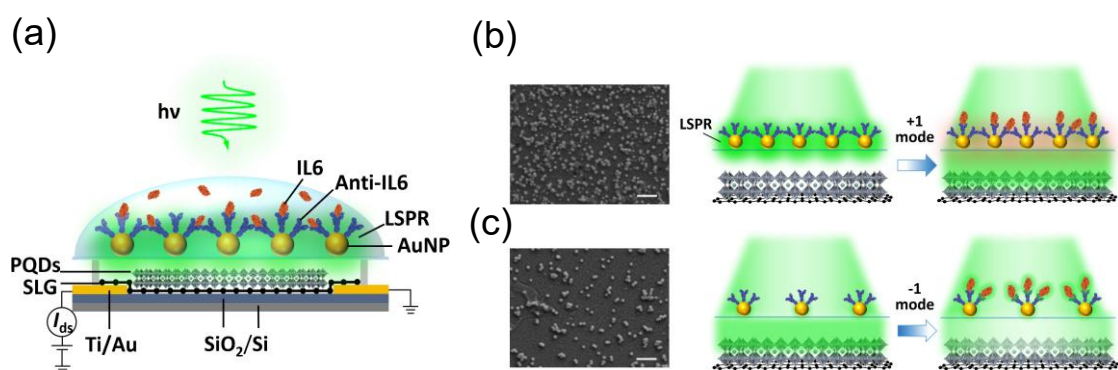 (a)
hν
IL6
Anti-IL6
LSPR
AuNP
PQDs
SLG
Ids
Ti/Au
SiO2/Si
(b)
LSPR
+1
mode
(c)
-1
mode